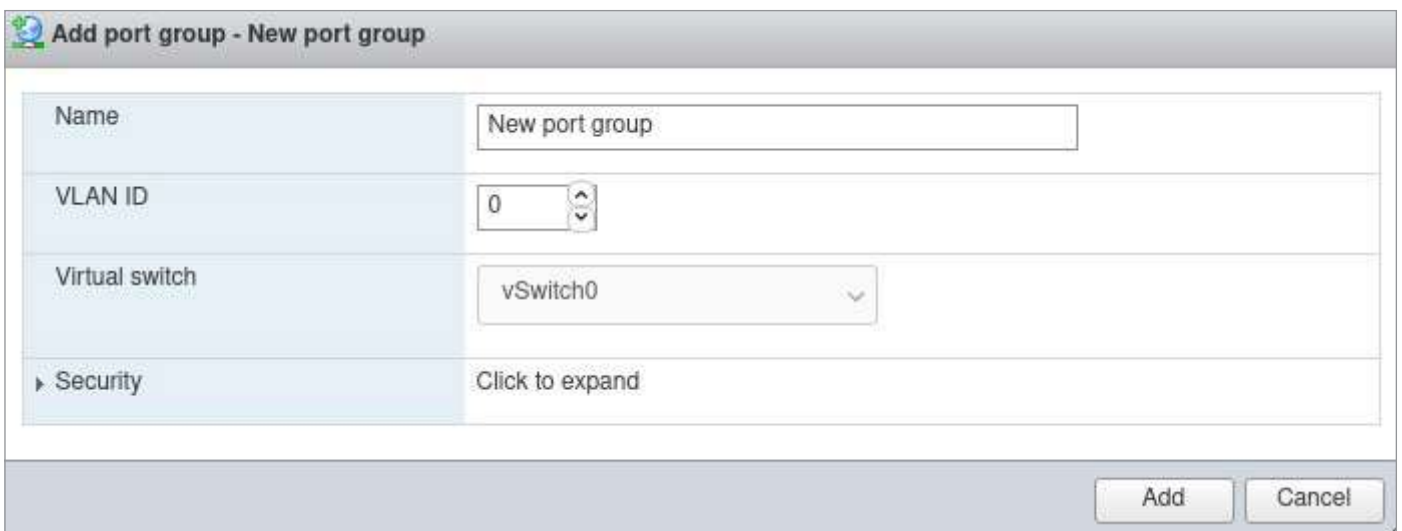 Add port group - New port group
Name
New port group
VLAN ID
0
Virtual switch
vSwitch0
Security
Click to expand
Add
Cancel